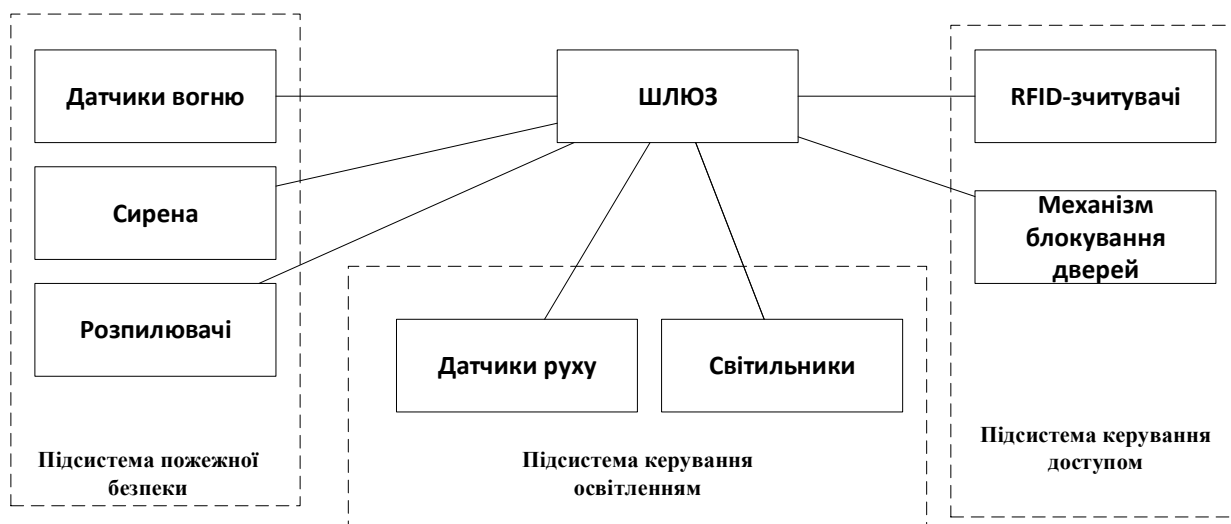 Датчики вогню
ШЛЮЗ
RFID-зчитувачі
Сирена
Механізм
блокування
дверей
Розпилювачі
Датчики руху
Світильники
Підсистема пожежної
безпеки
Підсистема керування
освітленням
Підсистема керування
доступом